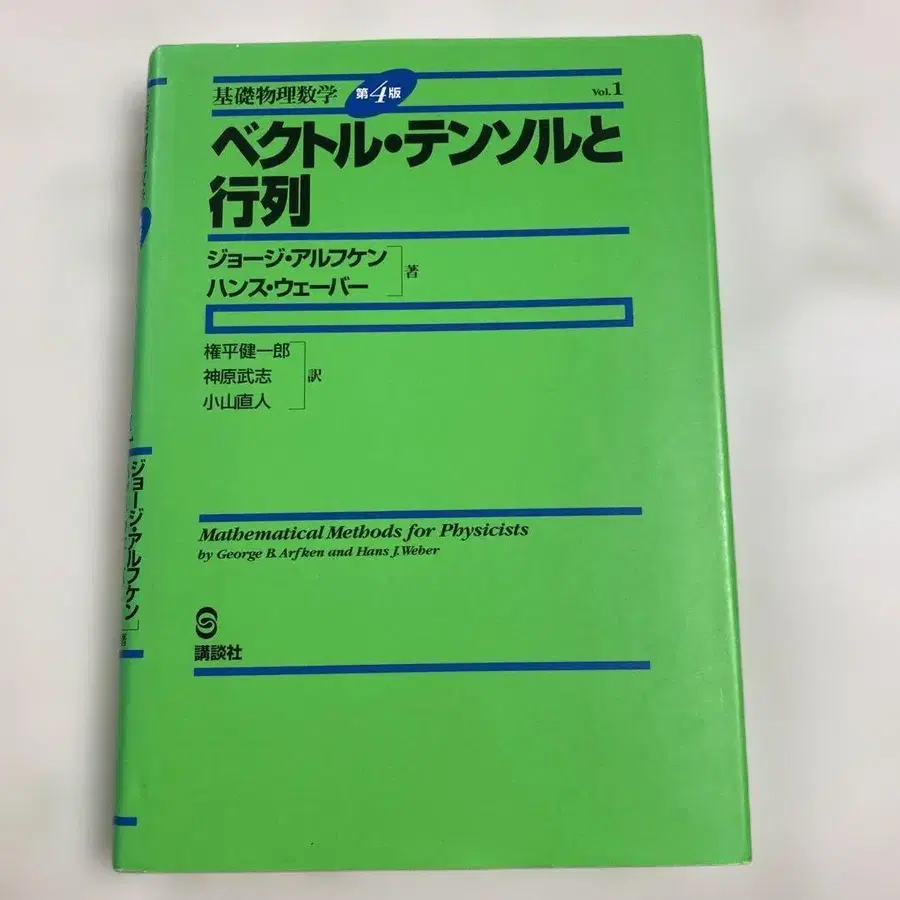 基礎物理数学 第4版 Vol.1
ベクトル・テンソルと
行列
ジョージ・アルフケン
ハンス・ウェーバー
著
権平健一郎
神原武志
小山直人
訳
Mathematical Methods for Physicists
by George B. Arfken and Hans J. Weber
講談社
ジョージ・アルフケン
著